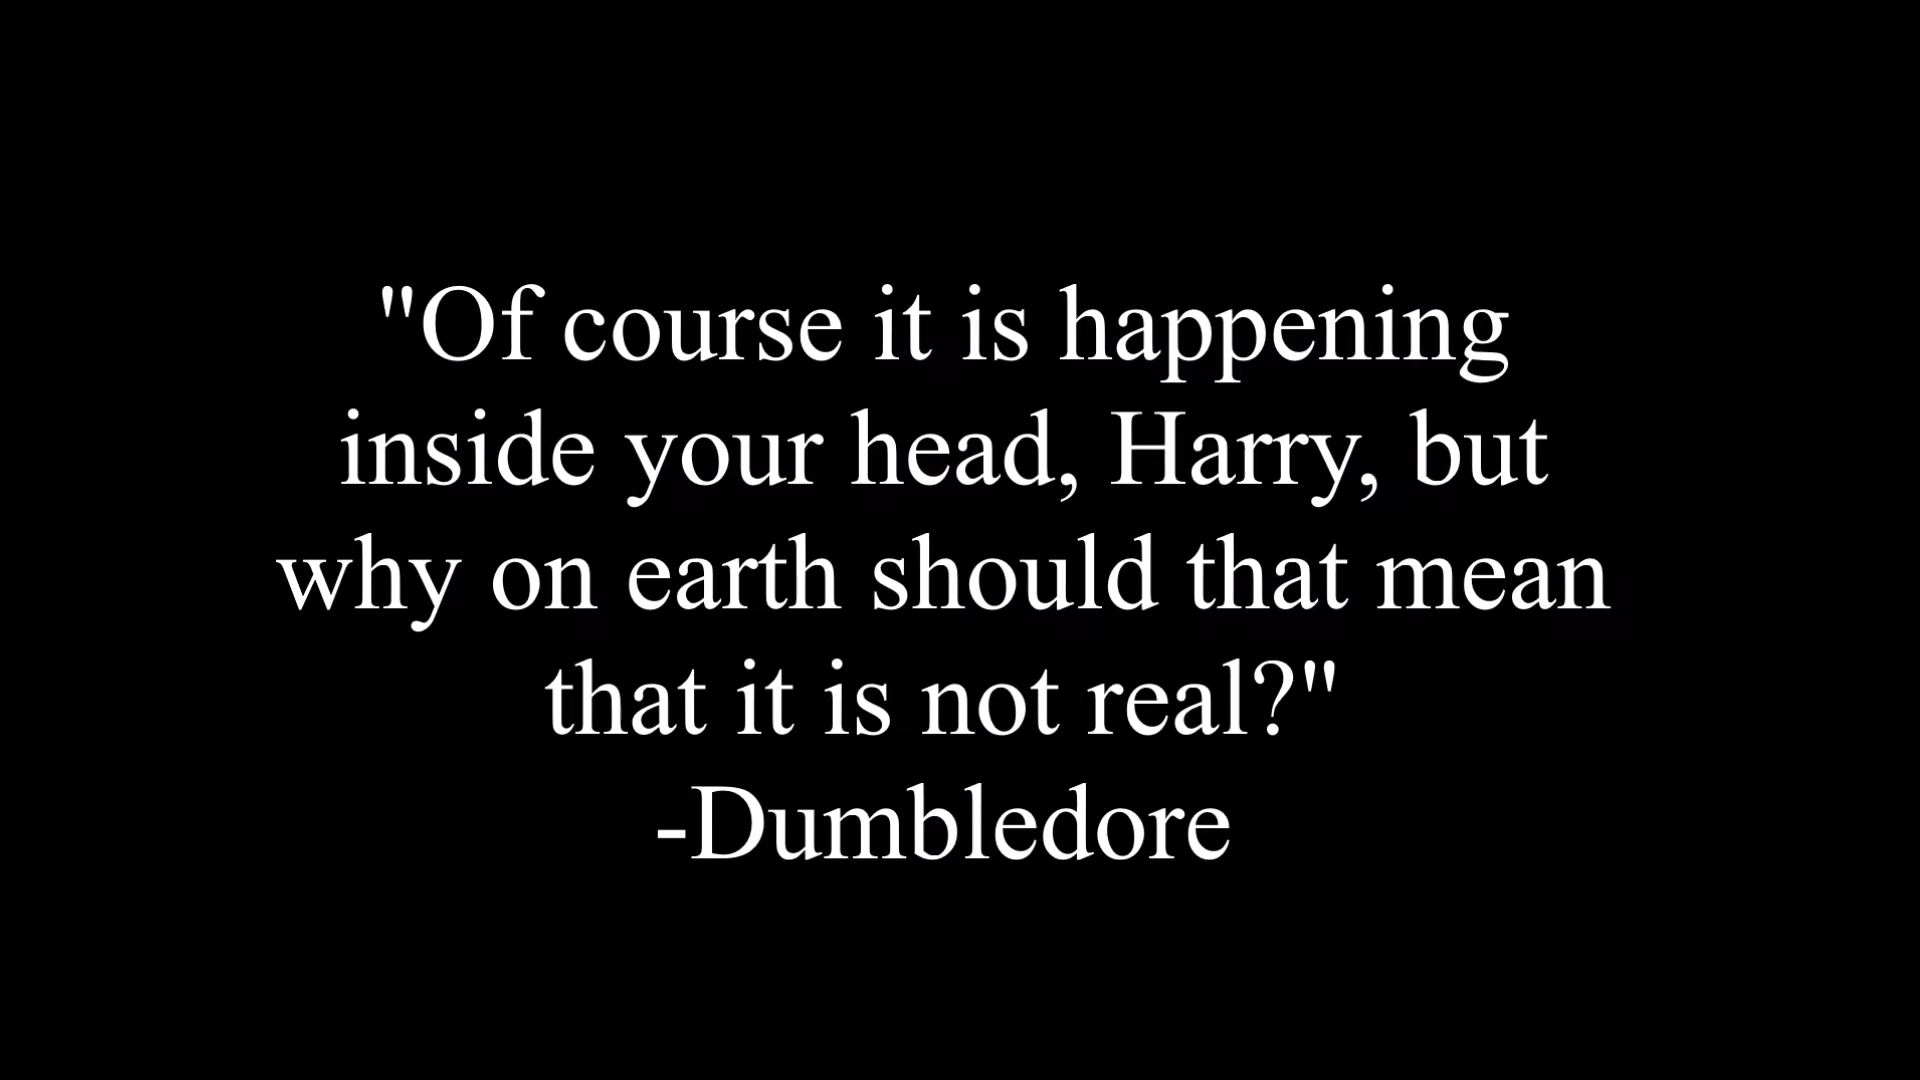 "Of course it is happening
inside your head, Harry, but
why on earth should that mean
that it is not real?"
-Dumbledore